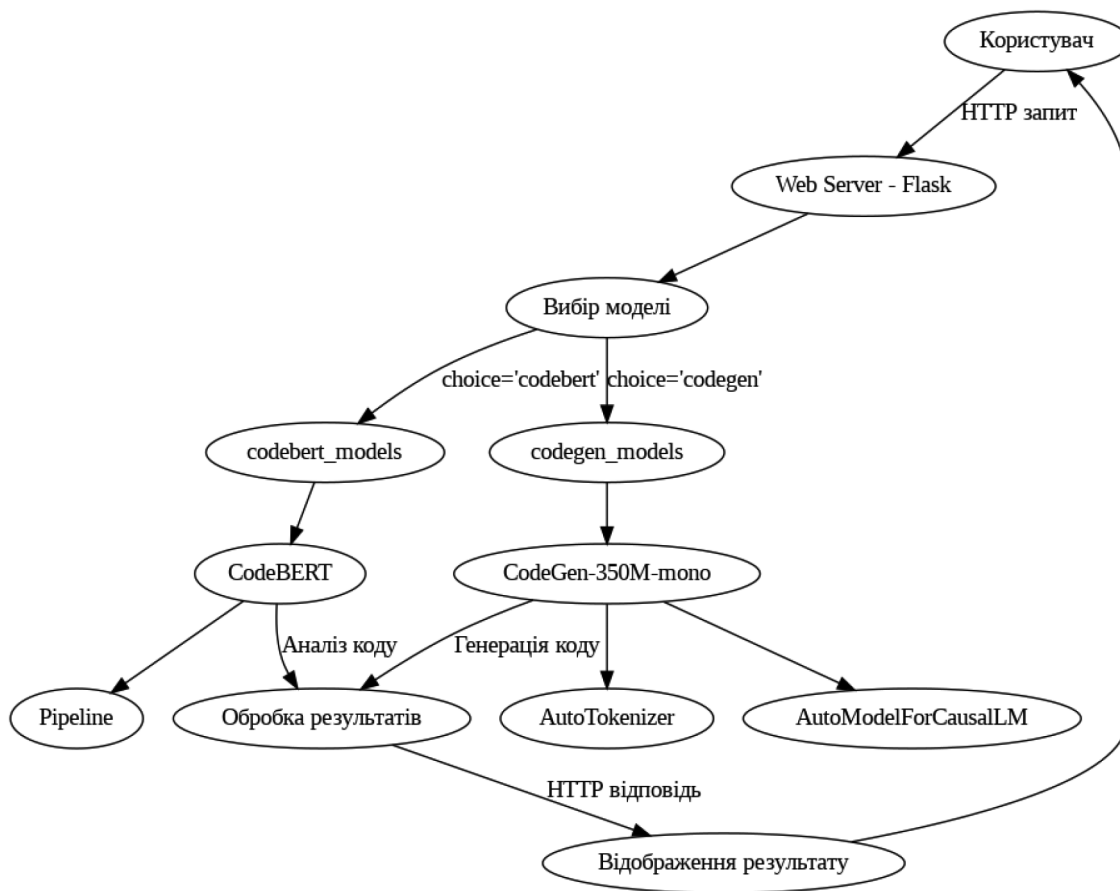 Користувач
HTTP запит
Web Server - Flask
Вибір моделі
choice='codebert'
choice='codegen'
codebert_models
codegen_models
CodeBERT
CodeGen-350M-mono
Аналіз коду
Генерація коду
Pipeline
Обробка результатів
AutoTokenizer
AutoModelForCausalLM
HTTP відповідь
Відображення результату